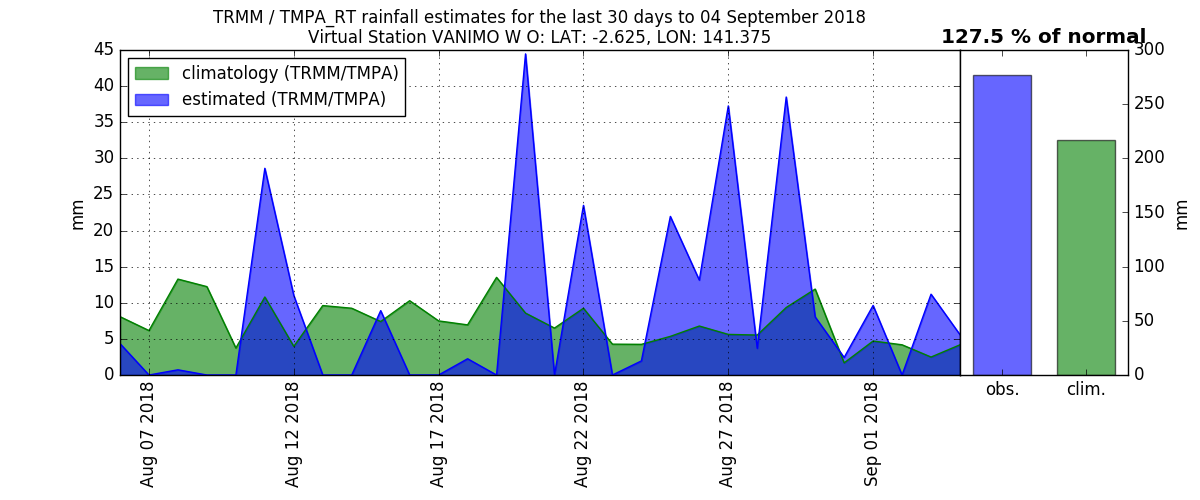 TRMM / TMPA_RT rainfall estimates for the last 30 days to 04 September 2018
Virtual Station VANIMO W O: LAT: -2.625, LON: 141.375
127.5 % of normal
climatology (TRMM/TMPA)
estimated (TRMM/TMPA)
45
40
35
30
25
20
15
10
5
0
mm
Aug 07 2018
Aug 12 2018
Aug 17 2018
Aug 22 2018
Aug 27 2018
Sep 01 2018
300
250
200
150
100
50
0
mm
obs.
clim.